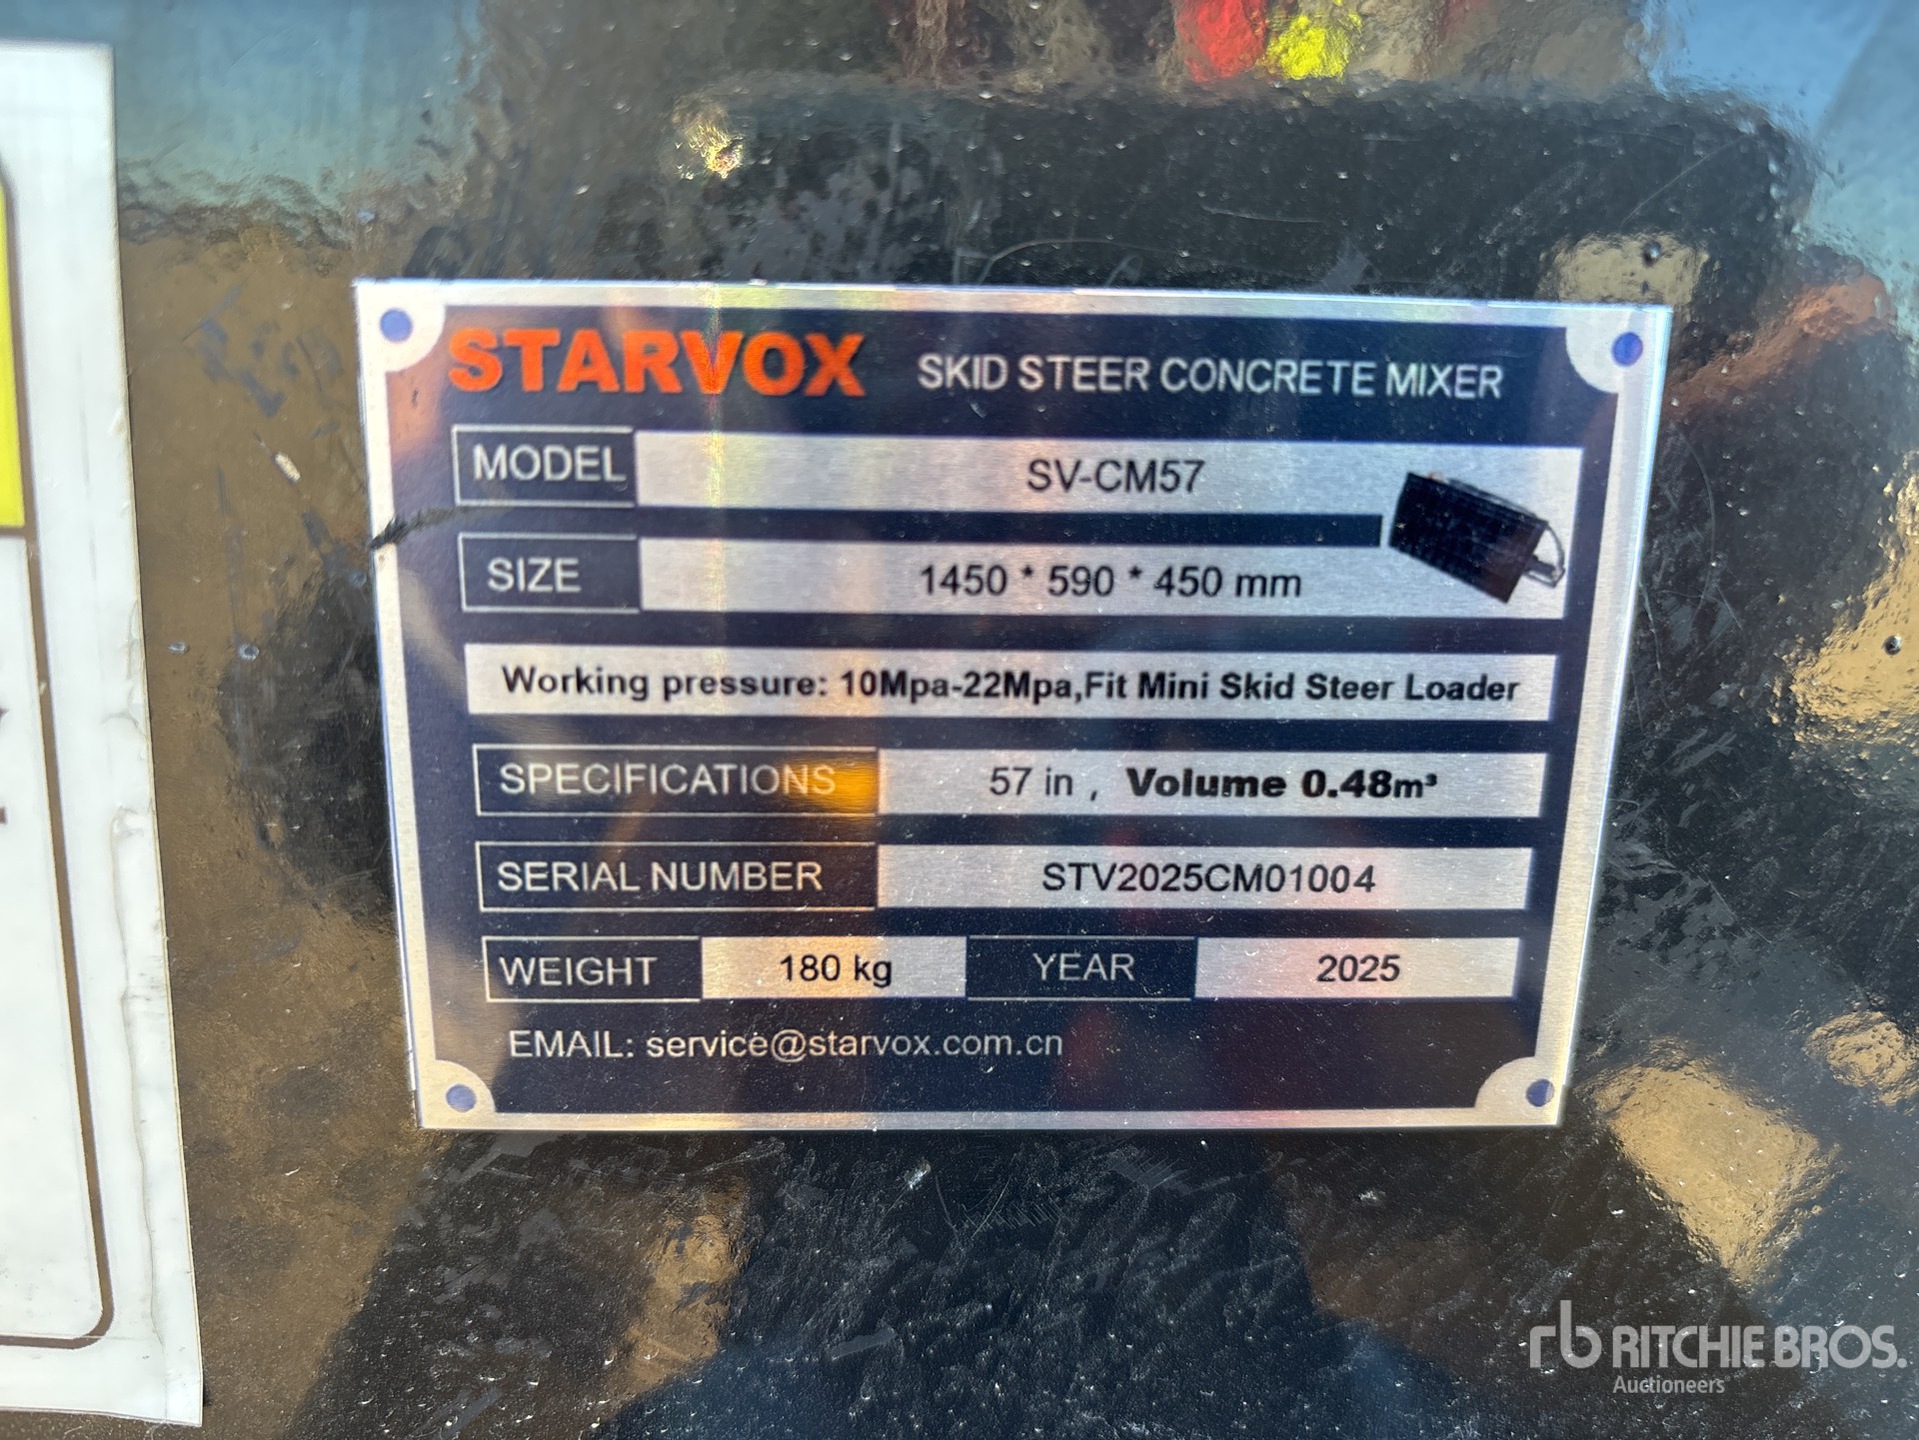 STARVOX SKID STEER CONCRETE MIXER
MODEL SV-CM57
SIZE 1450 * 590 * 450 mm
Working pressure: 10Mpa-22Mpa,Fit Mini Skid Steer Loader
SPECIFICATIONS 57 in , Volume 0.48m³
SERIAL NUMBER STV2025CM01004
WEIGHT 180 kg YEAR 2025
EMAIL: service@starvox.com.cn
rb RITCHIE BROS.
Auctioneers